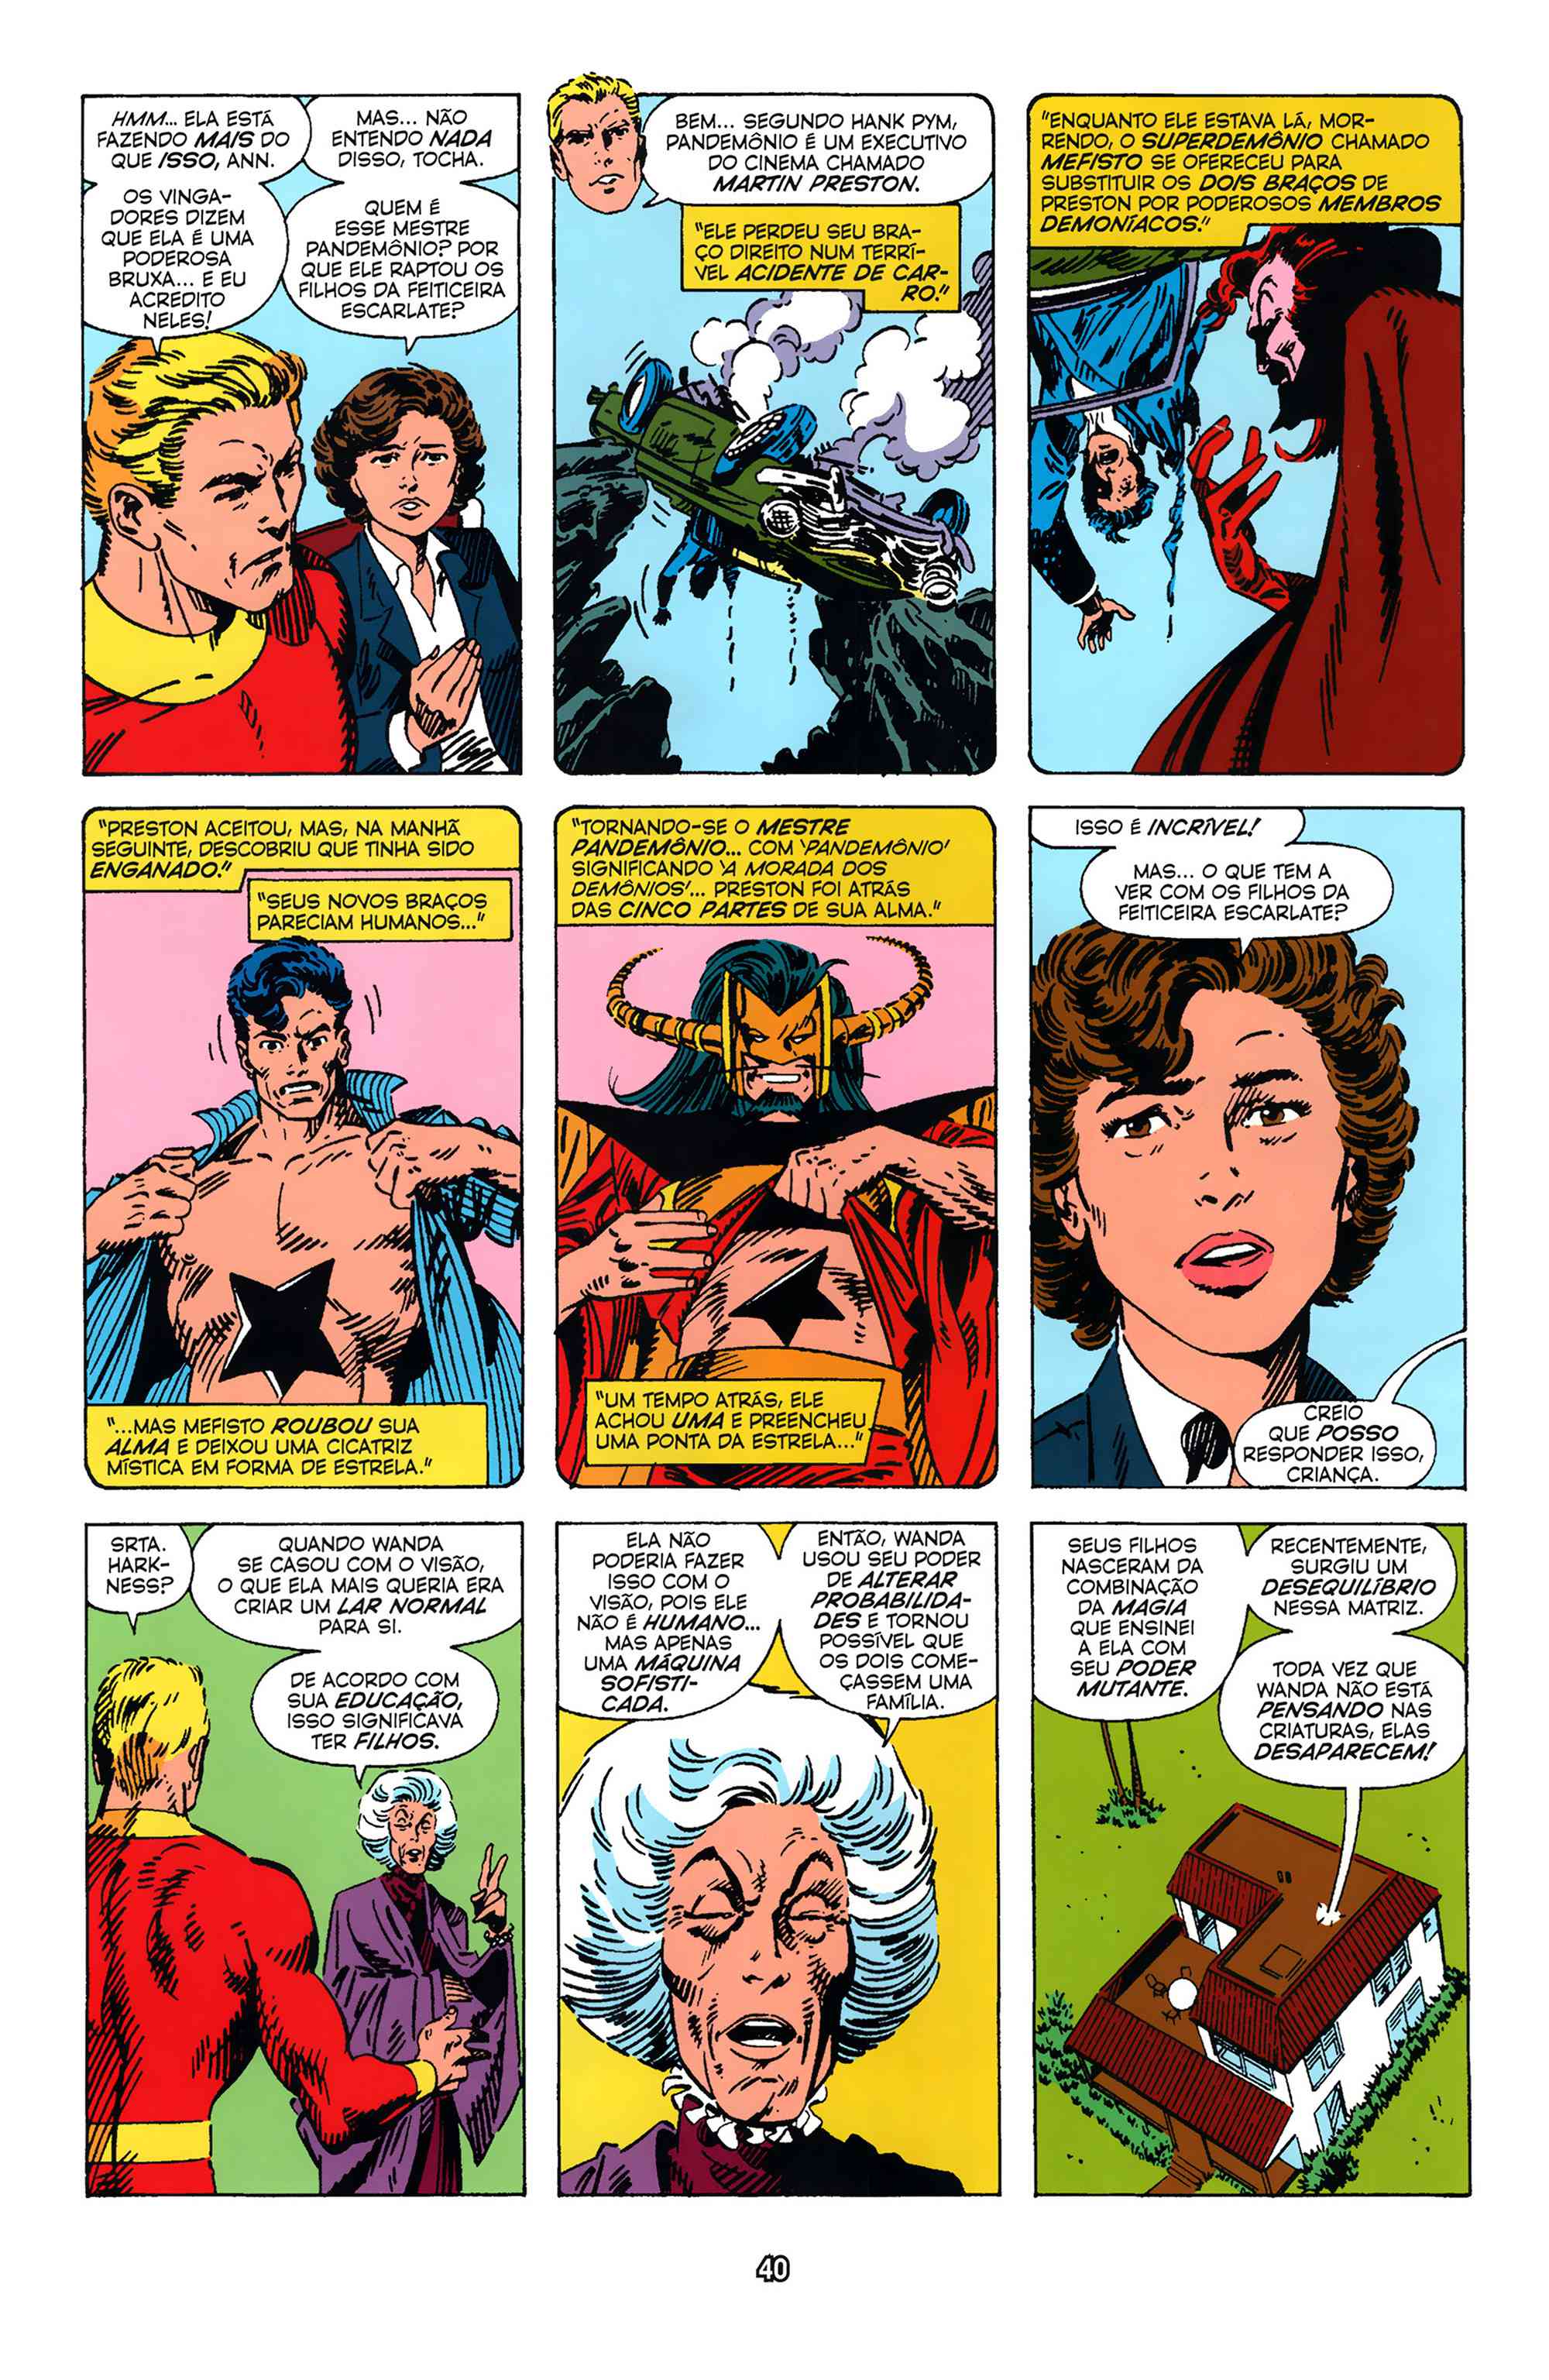 HMM... ELA ESTÁ
FAZENDO MAIS DO
QUE ISSO, ANN.
OS VINGA-
DORES DIZEM
QUE ELA É UMA
PODEROSA
BRUXA... E EU
ACREDITO
NELES!
MAS... NÃO
ENTENDO NADA
DISSO, TOCHA.
QUEM É
ESSE MESTRE
PANDEMÔNIO? POR
QUE ELE RAPTOU OS
FILHOS DA FEITICEIRA
ESCARLATE?
BEM... SEGUNDO HANK PYM,
PANDEMÔNIO É UM EXECUTIVO
DO CINEMA CHAMADO
MARTIN PRESTON.
"ELE PERDEU SEU BRA-
ÇO DIREITO NUM TERRÍ-
VEL ACIDENTE DE CAR-
RO."
"ENQUANTO ELE ESTAVA LÁ, MOR-
RENDO, O SUPERDEMÔNIO CHAMADO
MEFISTO SE OFERECEU PARA
SUBSTITUIR OS DOIS BRAÇOS DE
PRESTON POR PODEROSOS MEMBROS
DEMONÍACOS."
"PRESTON ACEITOU, MAS, NA MANHÃ
SEGUINTE, DESCOBRIU QUE TINHA SIDO
ENGANADO."
"SEUS NOVOS BRAÇOS
PARECIAM HUMANOS..."
"...MAS MEFISTO ROUBOU SUA
ALMA E DEIXOU UMA CICATRIZ
MÍSTICA EM FORMA DE ESTRELA."
"TORNANDO-SE O MESTRE
PANDEMÔNIO... COM 'PANDEMÔNIO'
SIGNIFICANDO 'A MORADA DOS
DEMÔNIOS'... PRESTON FOI ATRÁS
DAS CINCO PARTES DE SUA ALMA."
"UM TEMPO ATRÁS, ELE
ACHOU UMA E PREENCHEU
UMA PONTA DA ESTRELA..."
ISSO É INCRÍVEL!
MAS... O QUE TEM A
VER COM OS FILHOS DA
FEITICEIRA ESCARLATE?
CREIO
QUE POSSO
RESPONDER ISSO,
CRIANÇA.
SRTA.
HARK-
NESS?
QUANDO WANDA
SE CASOU COM O VISÃO,
O QUE ELA MAIS QUERIA ERA
CRIAR UM LAR NORMAL
PARA SI.
DE ACORDO COM
SUA EDUCAÇÃO,
ISSO SIGNIFICAVA
TER FILHOS.
ELA NÃO
PODERIA FAZER
ISSO COM O
VISÃO, POIS ELE
NÃO É HUMANO...
MAS APENAS
UMA MÁQUINA
SOFISTI-
CADA.
ENTÃO, WANDA
USOU SEU PODER
DE ALTERAR
PROBABILIDA-
DES E TORNOU
POSSÍVEL QUE
OS DOIS COME-
ÇASSEM UMA
FAMÍLIA.
SEUS FILHOS
NASCERAM DA
COMBINAÇÃO
DA MAGIA
QUE ENSINEI
A ELA COM
SEU PODER
MUTANTE.
RECENTEMENTE,
SURGIU UM
DESEQUILÍBRIO
NESSA MATRIZ.
TODA VEZ QUE
WANDA NÃO ESTÁ
PENSANDO NAS
CRIATURAS, ELAS
DESAPARECEM!
40